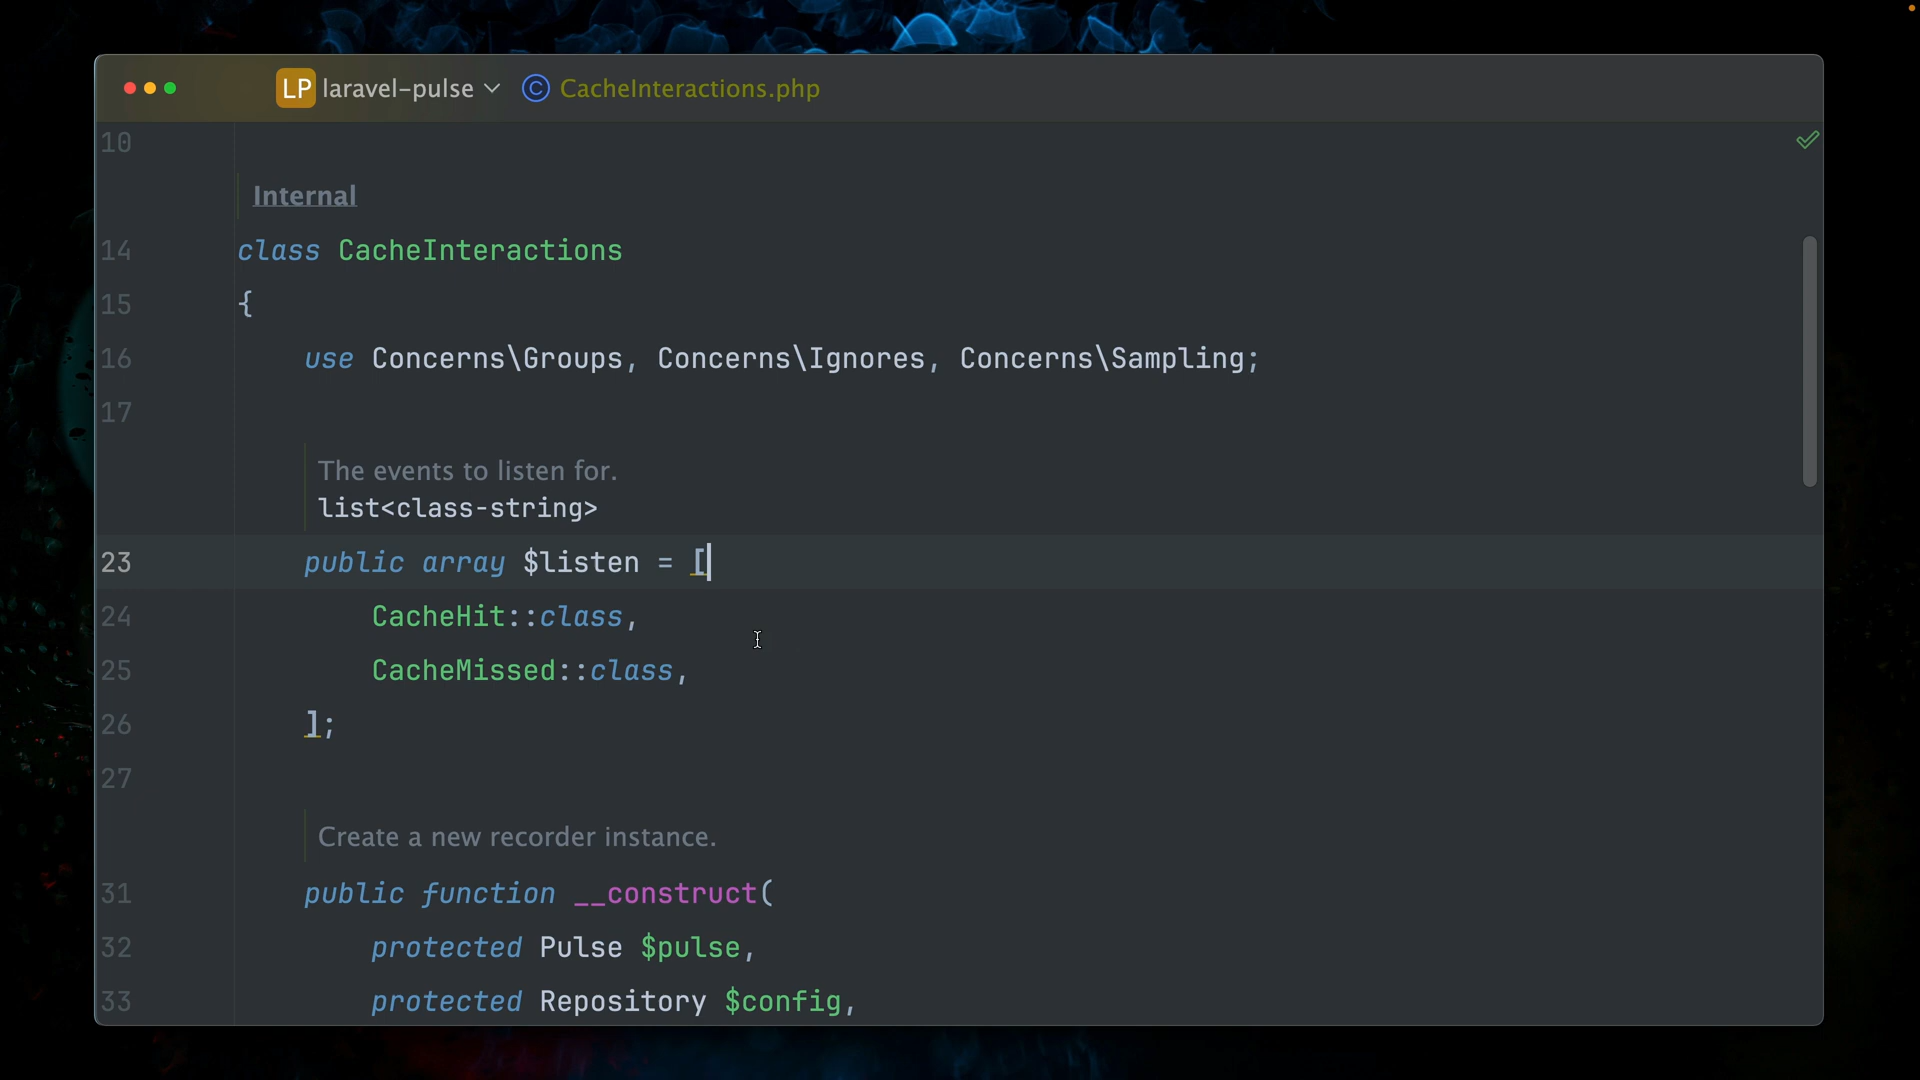 LP laravel-pulse CacheInteractions.php
10
Internal
14 class CacheInteractions
15 {
16 use Concerns\Groups, Concerns\Ignores, Concerns\Sampling;
17
The events to listen for.
list<class-string>
23 public array $listen = [
24 CacheHit::class,
25 CacheMissed::class,
26 ];
27
Create a new recorder instance.
31 public function __construct(
32 protected Pulse $pulse,
33 protected Repository $config,